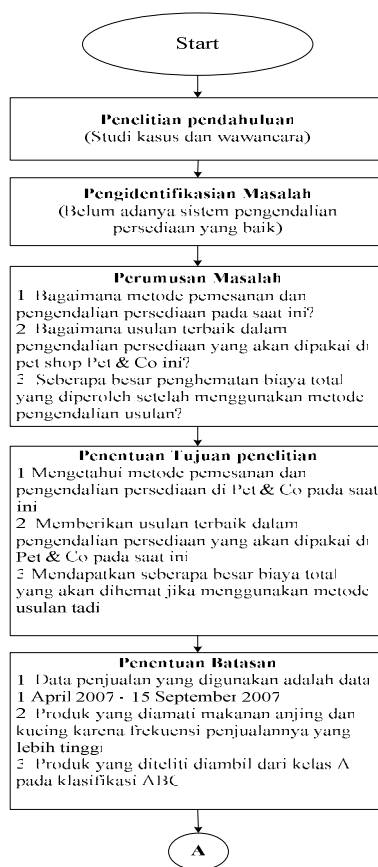 Start
Penelitian pendahuluan
(Studi kasus dan wawancara)
Pengidentifikasian Masalah
(Belum adanya sistem pengendalian
persediaan yang baik)
Perumusan Masalah
1 Bagaimana metode pemesanan dan
pengendalian persediaan pada saat ini?
2 Bagaimana usulan terbaik dalam
pengendalian persediaan yang akan dipakai di
pet shop Pet & Co ini?
3 Seberapa besar penghematan biaya total
yang diperoleh setelah menggunakan metode
pengendalian usulan?
Penentuan Tujuan penelitian
1 Mengetahui metode pemesanan dan
pengendalian persediaan di Pet & Co pada saat
ini
2 Memberikan usulan terbaik dalam
pengendalian persediaan yang akan dipakai di
Pet & Co pada saat ini
3 Mendapatkan seberapa besar biaya total
yang akan dihemat jika menggunakan metode
usulan tadi
Penentuan Batasan
1 Data penjualan yang digunakan adalah data
1 April 2007 - 15 September 2007
2 Produk yang diamati makanan anjing dan
kucing karena frekuensi penjualannya yang
lebih tinggi
3 Produk yang diteliti diambil dari kelas A
pada klasifikasi ABC
A